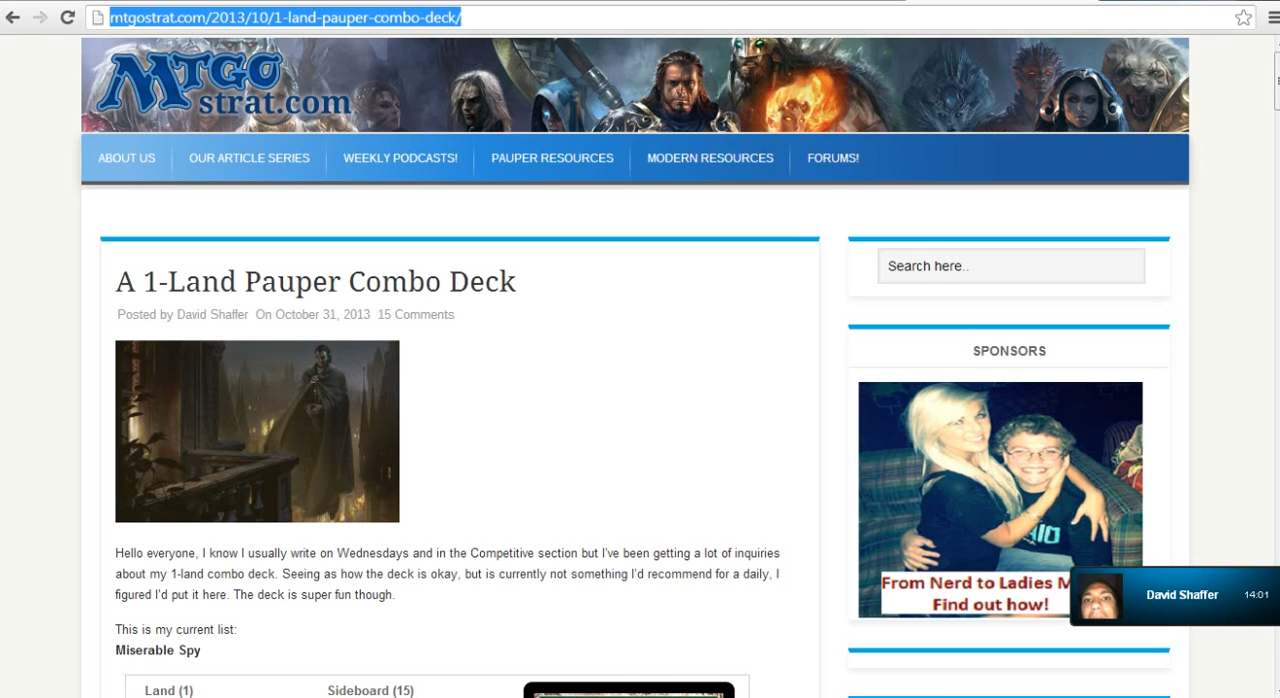 mtgostrat.com/2013/10/1-land-pauper-combo-deck/
MTGO
strat.com
ABOUT US
OUR ARTICLE SERIES
WEEKLY PODCASTS!
PAUPER RESOURCES
MODERN RESOURCES
FORUMS!
A 1-Land Pauper Combo Deck
Posted by David Shaffer On October 31, 2013 15 Comments
Hello everyone, I know I usually write on Wednesdays and in the Competitive section but I've been getting a lot of inquiries
about my 1-land combo deck. Seeing as how the deck is okay, but is currently not something I'd recommend for a daily, I
figured I'd put it here. The deck is super fun though.
This is my current list:
Miserable Spy
Land (1)
Sideboard (15)
Search here..
SPONSORS
From Nerd to Ladies M
Find out how!
David Shaffer
14:01